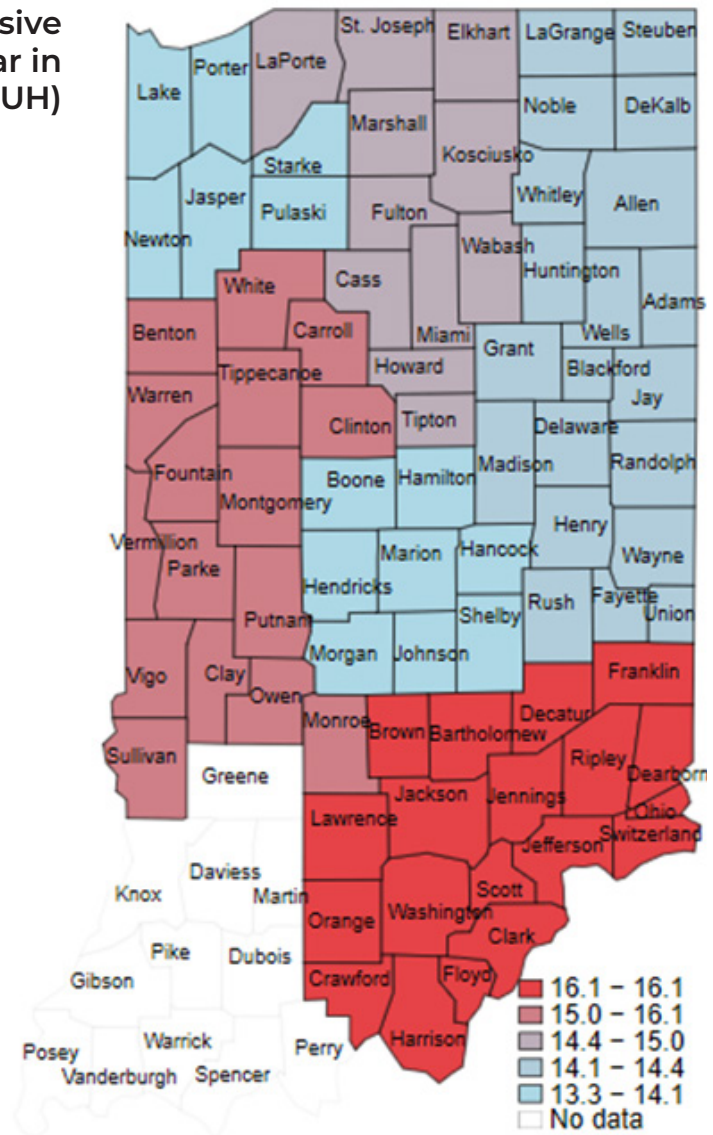 sive
ar in
UH)
St. Joseph
Elkhart
LaGrange
Steuben
Lake
Porter
LaPorte
Noble
DeKalb
Marshall
Kosciusko
Starke
Jasper
Pulaski
Fulton
Whitley
Allen
Newton
Wabash
Huntington
White
Cass
Miami
Wells
Adams
Benton
Carroll
Grant
Blackford
Tippecanoe
Howard
Jay
Warren
Clinton
Tipton
Delaware
Fountain
Boone
Hamilton
Madison
Randolph
Montgomery
Vermillion
Parke
Marion
Hancock
Henry
Wayne
Hendricks
Putnam
Shelby
Rush
Fayette
Union
Morgan
Johnson
Vigo
Clay
Owen
Franklin
Monroe
Brown
Bartholomew
Decatur
Sullivan
Greene
Ripley
Dearborn
Jackson
Jennings
Ohio
Lawrence
Switzerland
Jefferson
Daviess
Knox
Martin
Scott
Orange
Washington
Clark
Pike
Dubois
Gibson
Crawford
Floyd
Harrison
Warrick
Perry
Posey
Vanderburgh
Spencer
16.1 – 16.1
15.0 – 16.1
14.4 – 15.0
14.1 – 14.4
13.3 – 14.1
No data